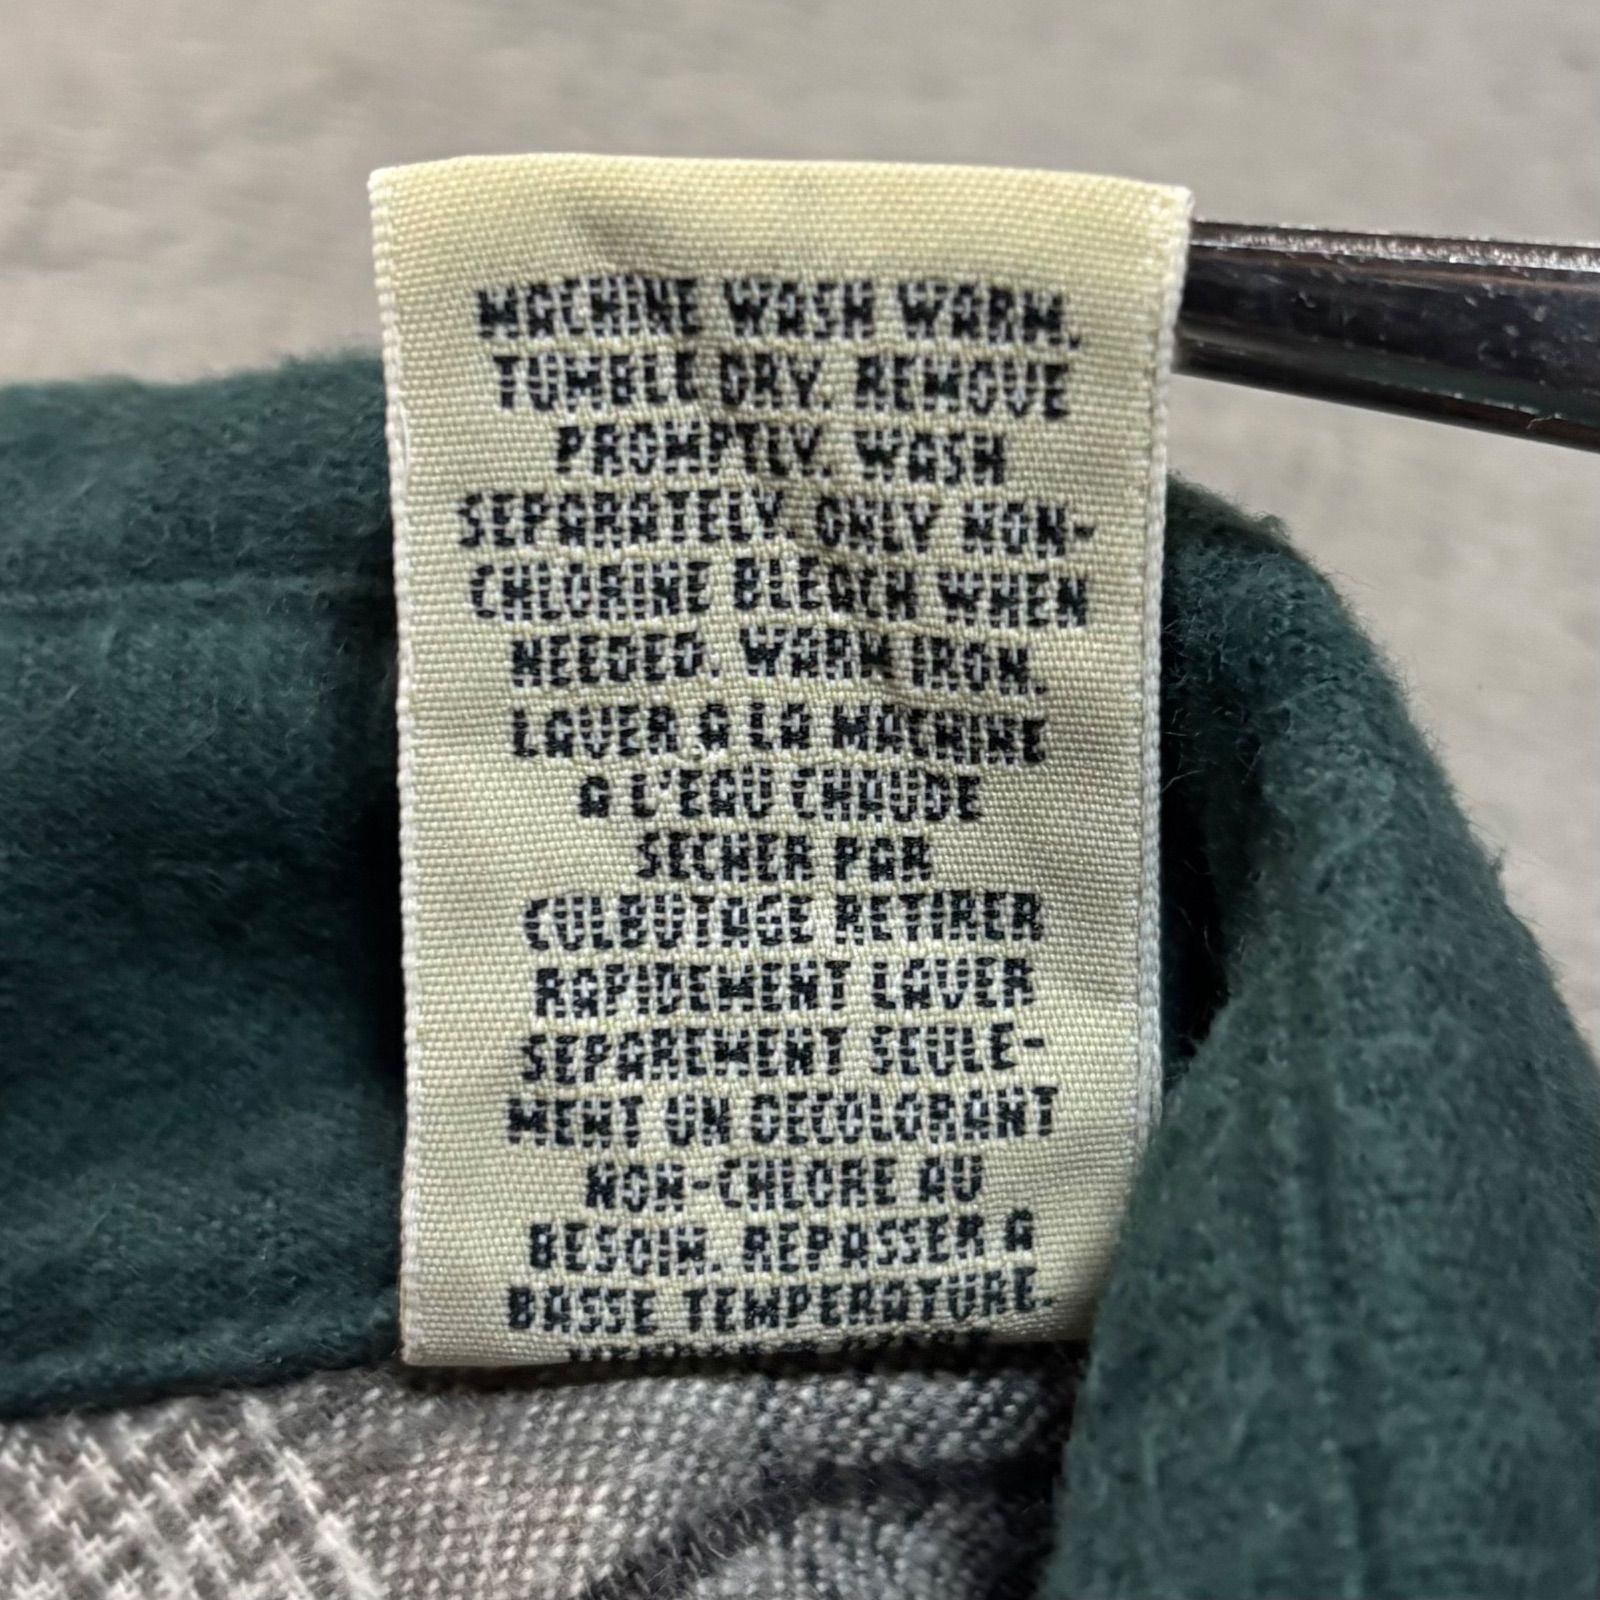 MACHINE WASH WARM.
TUMBLE DRY. REMOVE
PROMPTLY. WASH
SEPARATELY. ONLY NON-
CHLORINE BLEACH WHEN
NEEDED. WARM IRON.
LAVER A LA MACHINE
A L'EAU CHAUDE
SECHER PAR
CULBUTAGE RETIRER
RAPIDEMENT LAVER
SEPAREMENT SEULE-
MENT UN DECOLORANT
NON-CHLORE AU
BESOIN. REPASSER A
BASSE TEMPERATURE.